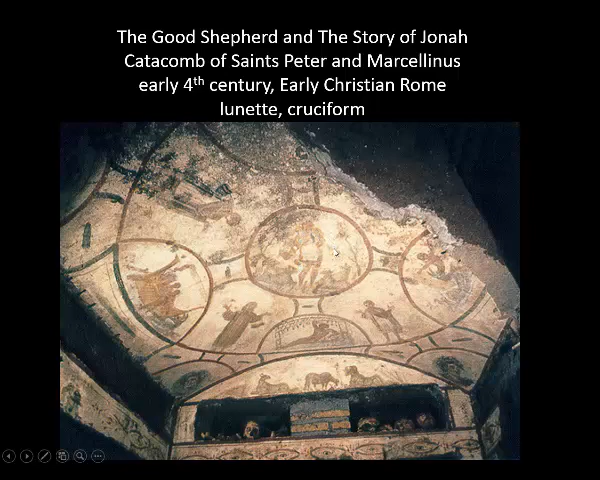 The Good Shepherd and The Story of Jonah
Catacomb of Saints Peter and Marcellinus
early 4th century, Early Christian Rome
lunette, cruciform